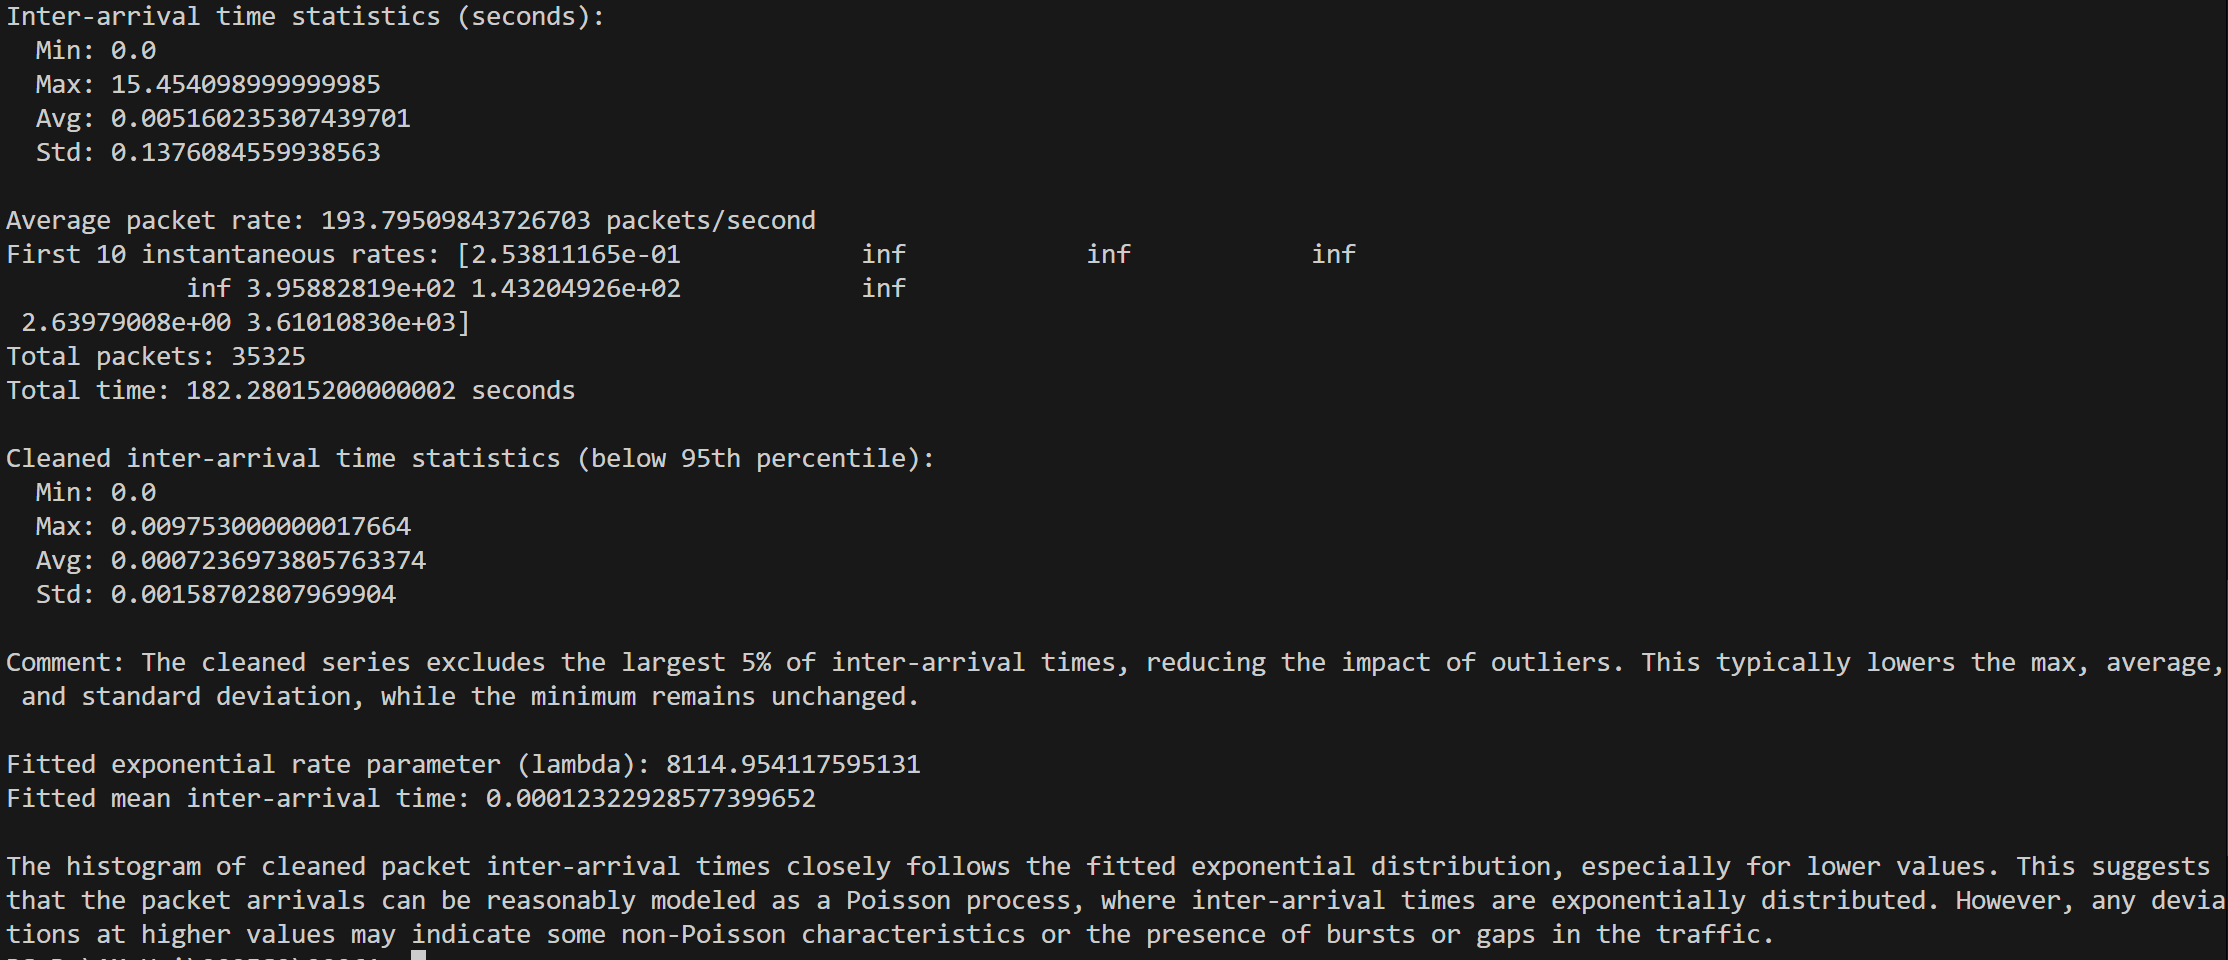 Inter-arrival time statistics (seconds):
Min: 0.0
Max: 15.454098999999985
Avg: 0.005160235307439701
Std: 0.1376084559938563
Average packet rate: 193.79509843726703 packets/second
First 10 instantaneous rates: [2.53811165e-01 inf inf inf
inf 3.95882819e+02 1.43204926e+02 inf
2.63979008e+00 3.61010830e+03]
Total packets: 35325
Total time: 182.28015200000002 seconds
Cleaned inter-arrival time statistics (below 95th percentile):
Min: 0.0
Max: 0.009753000000017664
Avg: 0.0007236973805763374
Std: 0.00158702807969904
Comment: The cleaned series excludes the largest 5% of inter-arrival times, reducing the impact of outliers. This typically lowers the max, average,
and standard deviation, while the minimum remains unchanged.
Fitted exponential rate parameter (lambda): 8114.954117595131
Fitted mean inter-arrival time: 0.00012322928577399652
The histogram of cleaned packet inter-arrival times closely follows the fitted exponential distribution, especially for lower values. This suggests
that the packet arrivals can be reasonably modeled as a Poisson process, where inter-arrival times are exponentially distributed. However, any devia
tions at higher values may indicate some non-Poisson characteristics or the presence of bursts or gaps in the traffic.